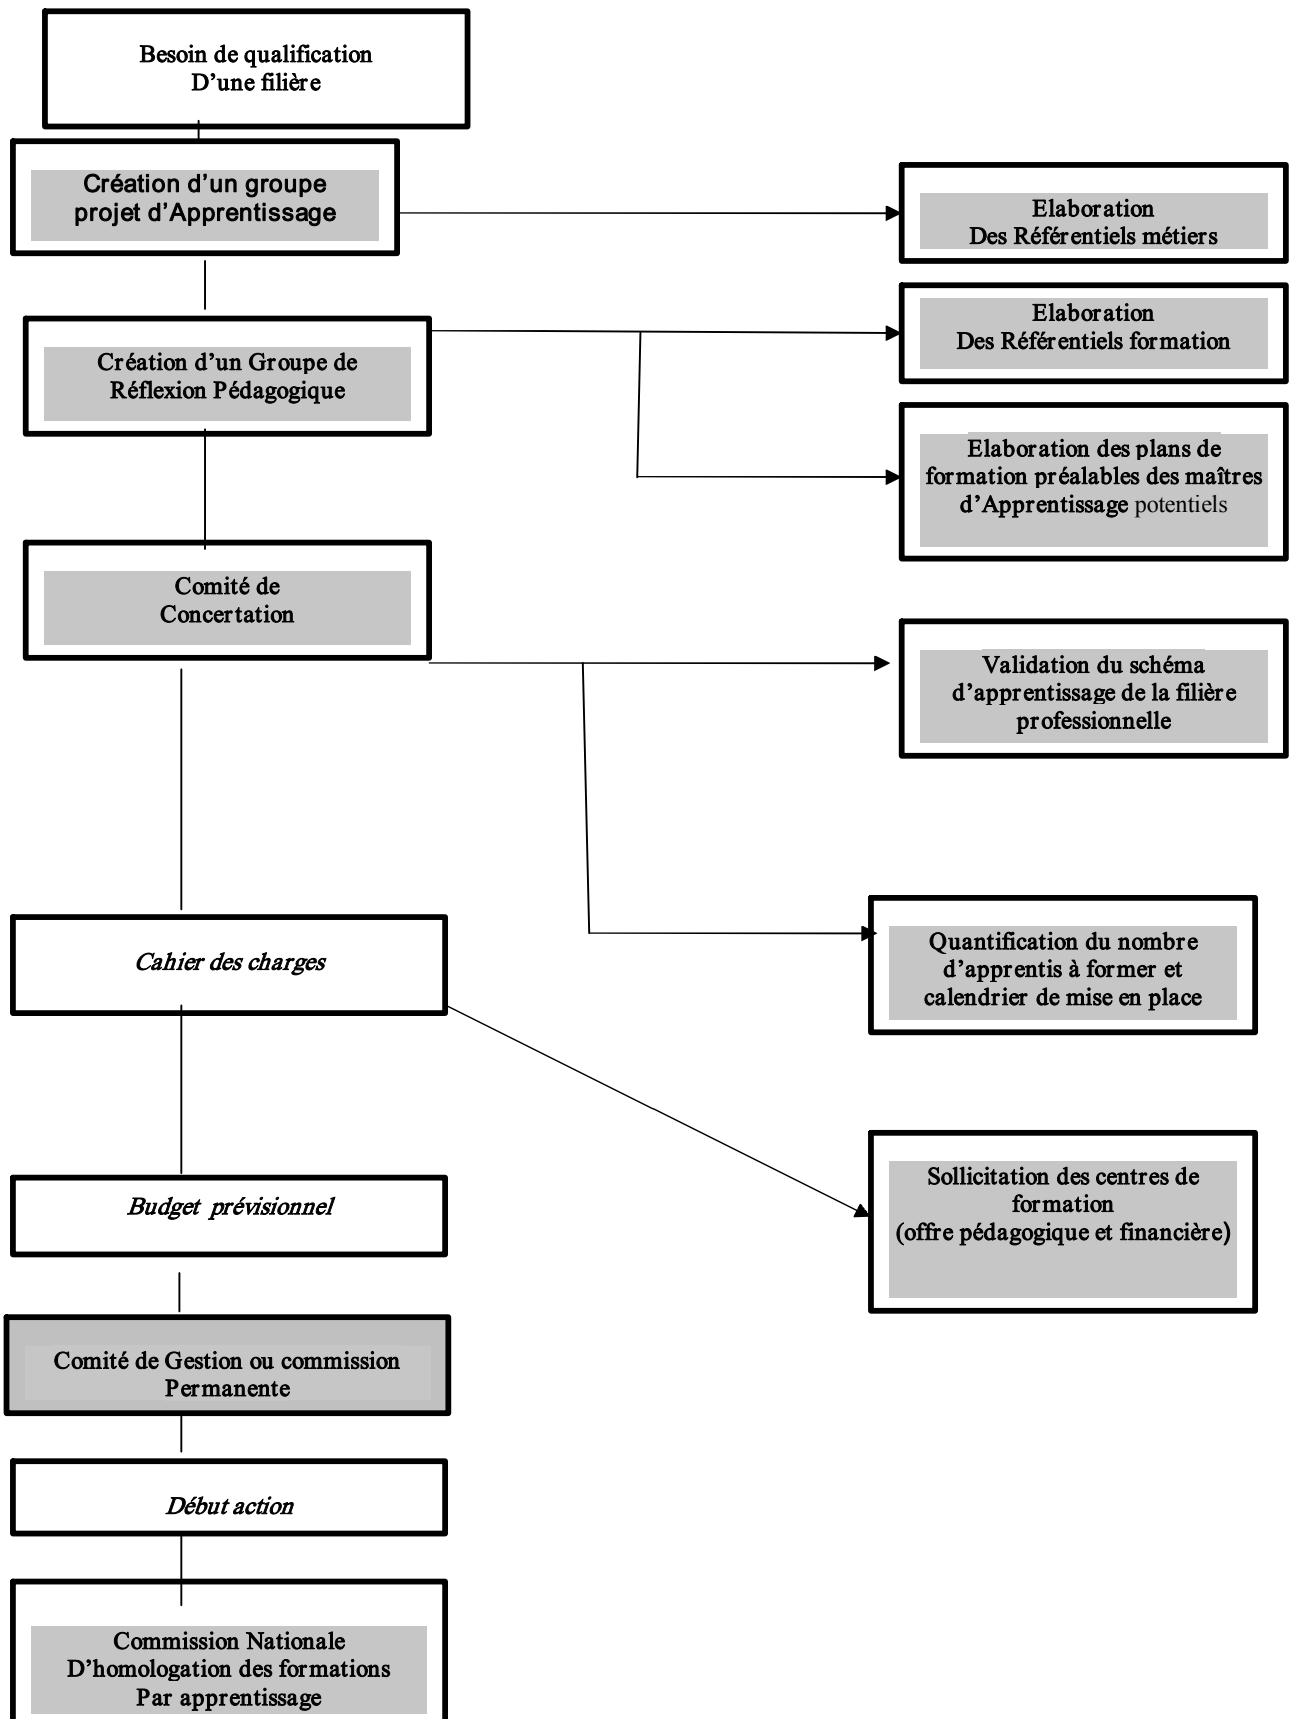 Besoin de qualification
D’une filière
Création d’un groupe
projet d’Apprentissage
Elaboration
Des Référentiels métiers
Elaboration
Des Référentiels formation
Création d’un Groupe de
Réflexion Pédagogique
Elaboration des plans de
formation préalables des maîtres
d’Apprentissage potentiels
Comité de
Concertation
Validation du schéma
d’apprentissage de la filière
professionnelle
Cahier des charges
Quantification du nombre
d’apprentis à former et
calendrier de mise en place
Sollicitation des centres de
formation
(offre pédagogique et financière)
Budget prévisionnel
Comité de Gestion ou commission
Permanente
Début action
Commission Nationale
D’homologation des formations
Par apprentissage